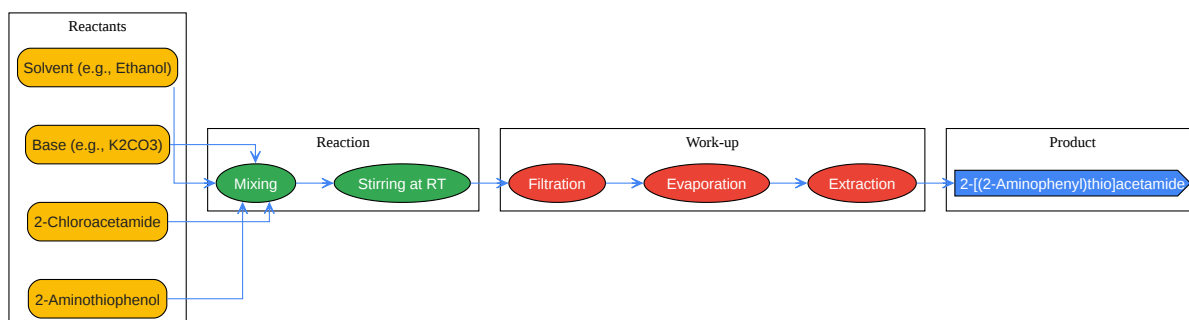 Reactants
Solvent (e.g., Ethanol)
Base (e.g., K2CO3)
2-Chloroacetamide
2-Aminothiophenol
Reaction
Mixing
Stirring at RT
Work-up
Filtration
Evaporation
Extraction
Product
2-[(2-Aminophenyl)thio]acetamide